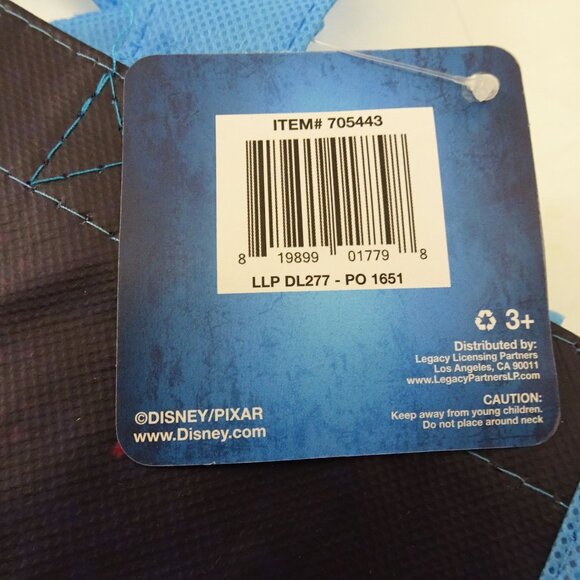 ITEM# 705443
8 19899 01779 8
LLP DL277 - PO 1651
3+
Distributed by:
Legacy Licensing Partners
Los Angeles, CA 90011
www.LegacyPartnersLP.com
CAUTION:
Keep away from young children.
Do not place around neck
©DISNEY/PIXAR
www.Disney.com